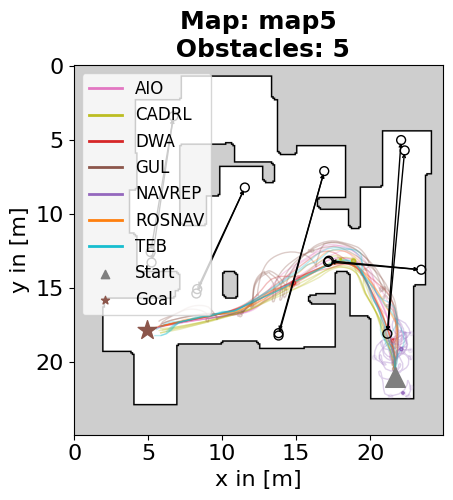 Map: map5
Obstacles: 5
AIO
CADRL
DWA
GUL
NAVREP
ROSNAV
TEB
Start
Goal
0
5
10
15
20
y in [m]
0 5 10 15 20
x in [m]